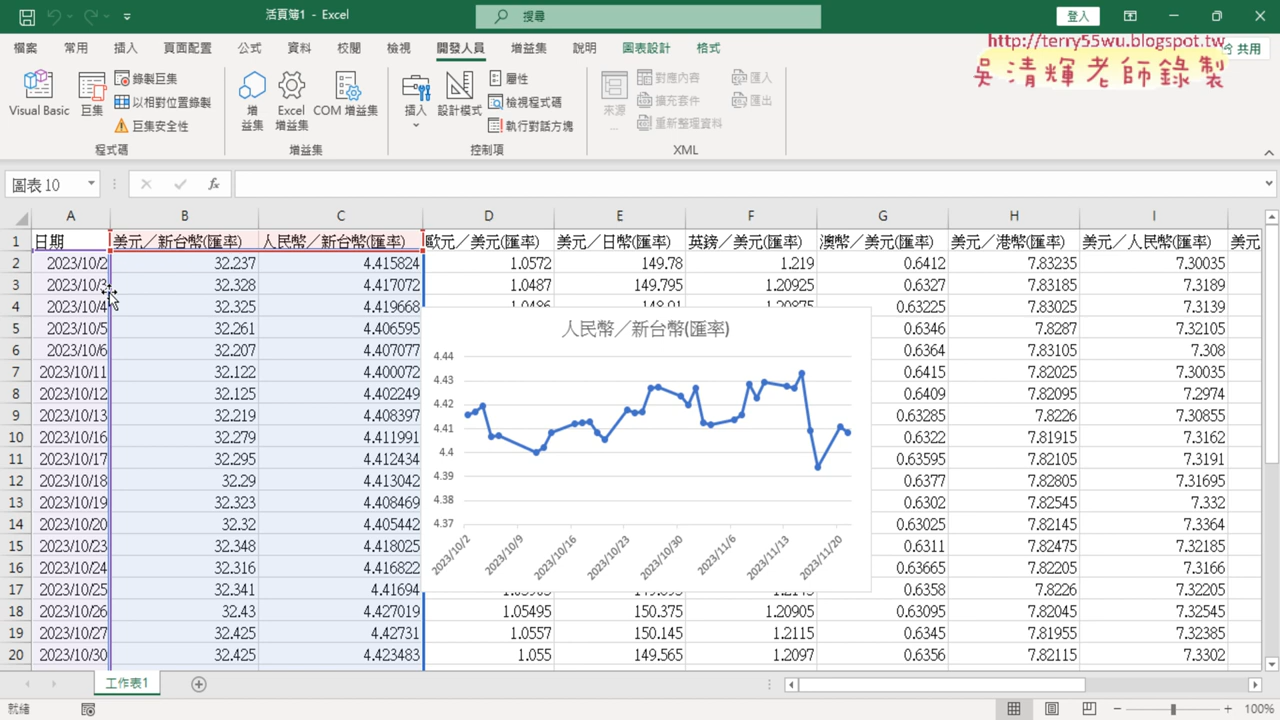 活頁簿1 - Excel
搜尋
登入
檔案 常用 插入 頁面配置 公式 資料 校閱 檢視 開發人員 增益集 說明 圖表設計 格式
共用
http://terry55wu.blogspot.tw
吳清輝老師錄製
Visual Basic
巨集
錄製巨集
以相對位置錄製
巨集安全性
程式碼
增益集
Excel 增益集
COM 增益集
增益集
插入
設計模式
屬性
檢視程式碼
執行對話方塊
控制項
來源...
對應內容
擴充套件
重新整理資料
匯入
匯出
XML
圖表 10
fx
A B C D E F G H I
1 日期 美元／新台幣(匯率) 人民幣／新台幣(匯率) 歐元／美元(匯率) 美元／日幣(匯率) 英鎊／美元(匯率) 澳幣／美元(匯率) 美元／港幣(匯率) 美元／人民幣(匯率) 美元
2 2023/10/2 32.237 4.415824 1.0572 149.78 1.219 0.6412 7.83235 7.30035
3 2023/10/3 32.328 4.417072 1.0487 149.795 1.20925 0.6327 7.83185 7.3189
4 2023/10/4 32.325 4.419668 1.0486 148.91 1.20875 0.63225 7.83025 7.3139
5 2023/10/5 32.261 4.406595 0.6346 7.8287 7.32105
6 2023/10/6 32.207 4.407077 0.6364 7.83105 7.308
7 2023/10/11 32.122 4.400072 0.6415 7.82025 7.30035
8 2023/10/12 32.125 4.402249 0.6409 7.82095 7.2974
9 2023/10/13 32.219 4.408397 0.63285 7.8226 7.30855
10 2023/10/16 32.279 4.411991 0.6322 7.81915 7.3162
11 2023/10/17 32.295 4.412434 0.63595 7.82105 7.3191
12 2023/10/18 32.29 4.413042 0.6377 7.82805 7.31695
13 2023/10/19 32.323 4.408469 0.6302 7.82545 7.332
14 2023/10/20 32.32 4.405442 0.63025 7.82145 7.3364
15 2023/10/23 32.348 4.418025 0.6311 7.82475 7.32185
16 2023/10/24 32.316 4.416822 0.63665 7.82205 7.3166
17 2023/10/25 32.341 4.41694 0.6358 7.8226 7.32205
18 2023/10/26 32.43 4.427019 1.05495 150.375 1.20905 0.63095 7.82045 7.32545
19 2023/10/27 32.425 4.42731 1.0557 150.145 1.2115 0.6345 7.81955 7.32385
20 2023/10/30 32.425 4.423483 1.055 149.565 1.2097 0.6356 7.82115 7.3302
人民幣／新台幣(匯率)
4.44
4.43
4.42
4.41
4.4
4.39
4.38
4.37
2023/10/2 2023/10/9 2023/10/16 2023/10/23 2023/10/30 2023/11/6 2023/11/13 2023/11/20
工作表1
就緒
100%